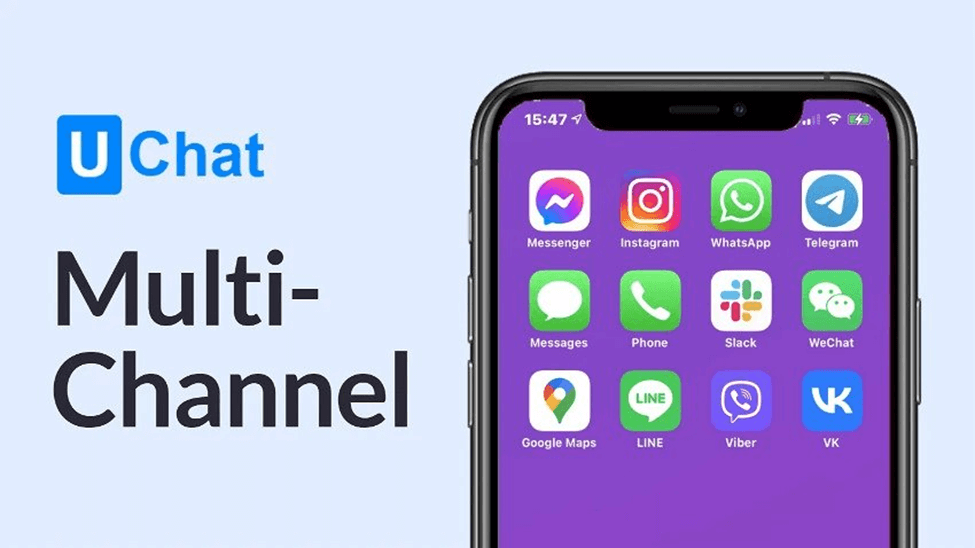 U Chat
Multi-
Channel
15:47
Messenger Instagram WhatsApp Telegram
Messages Phone Slack WeChat
Google Maps LINE LINE Viber VK VK